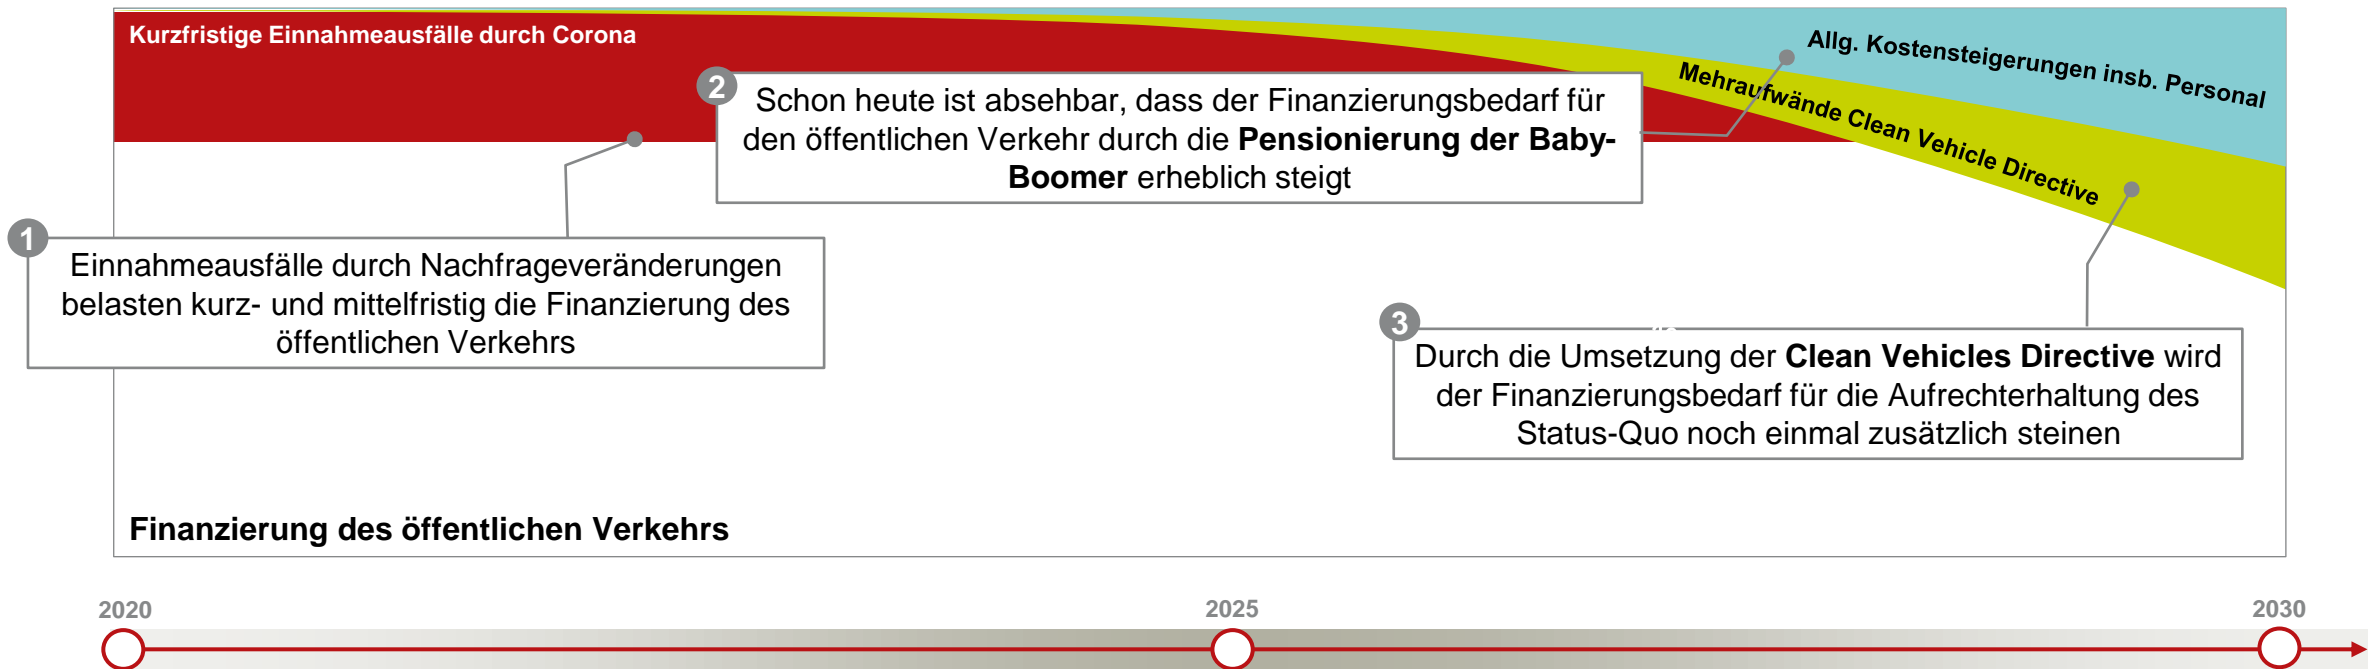 Kurzfristige Einnahmeausfälle durch Corona
Allg. Kostensteigerungen insb. Personal
Mehraufwände Clean Vehicle Directive
2
Schon heute ist absehbar, dass der Finanzierungsbedarf für
den öffentlichen Verkehr durch die Pensionierung der Baby-
Boomer erheblich steigt
1
Einnahmeausfälle durch Nachfrageveränderungen
belasten kurz- und mittelfristig die Finanzierung des
öffentlichen Verkehrs
3
Durch die Umsetzung der Clean Vehicles Directive wird
der Finanzierungsbedarf für die Aufrechterhaltung des
Status-Quo noch einmal zusätzlich steinen
Finanzierung des öffentlichen Verkehrs
2020
2025
2030